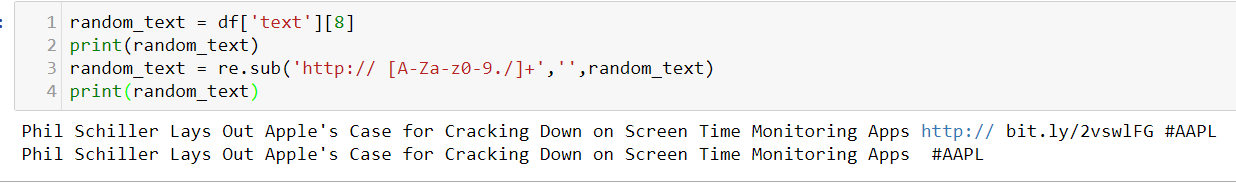 1 random_text = df['text'][8]
2 print(random_text)
3 random_text = re.sub('http:// [A-Za-z0-9./]+','',random_text)
4 print(random_text)
Phil Schiller Lays Out Apple's Case for Cracking Down on Screen Time Monitoring Apps http:// bit.ly/2vswlFG #AAPL
Phil Schiller Lays Out Apple's Case for Cracking Down on Screen Time Monitoring Apps  #AAPL